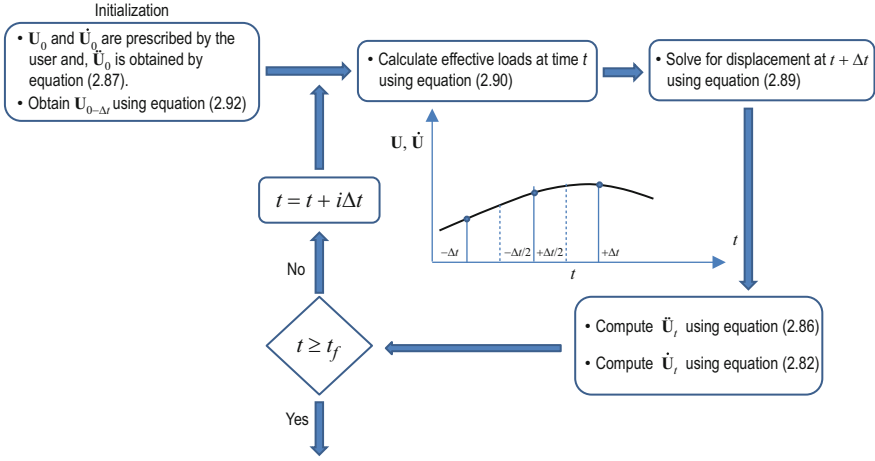 Initialization
• U₀ and U̇₀ are prescribed by the
user and, Ü₀ is obtained by
equation (2.87).
• Obtain U₀₋Δt using equation (2.92)
• Calculate effective loads at time t
using equation (2.90)
• Solve for displacement at t + Δt
using equation (2.89)
U, U̇
−Δt
−Δt/2
+Δt/2
+Δt
t
t
t = t + iΔt
No
t ≥ t_f
Yes
• Compute Üₜ using equation (2.86)
• Compute U̇ₜ using equation (2.82)